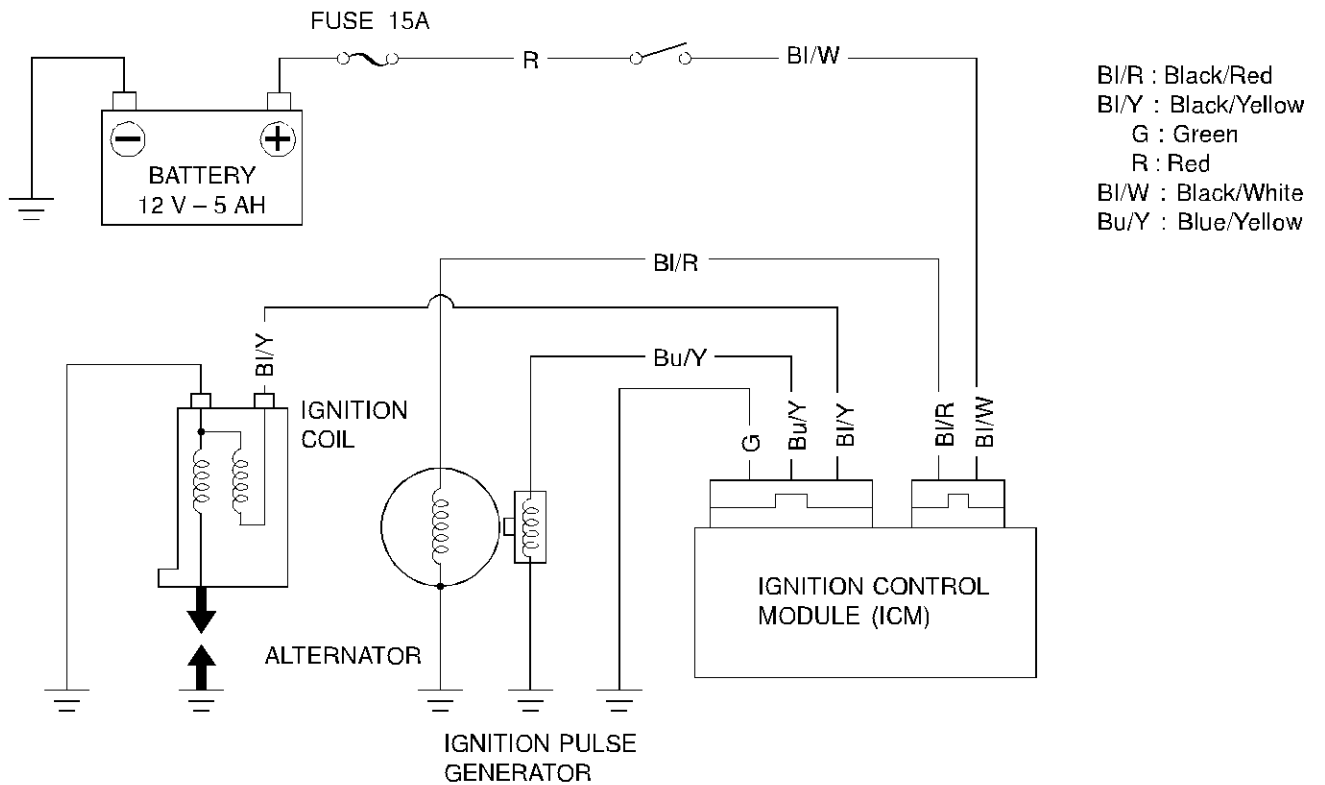 FUSE 15A
R
Bl/W
Bl/R : Black/Red
Bl/Y : Black/Yellow
G : Green
R : Red
Bl/W : Black/White
Bu/Y : Blue/Yellow
BATTERY
12 V – 5 AH
Bl/R
Bl/Y
Bu/Y
IGNITION
COIL
G
Bu/Y
Bl/Y
Bl/R
Bl/W
IGNITION CONTROL
MODULE (ICM)
ALTERNATOR
IGNITION PULSE
GENERATOR